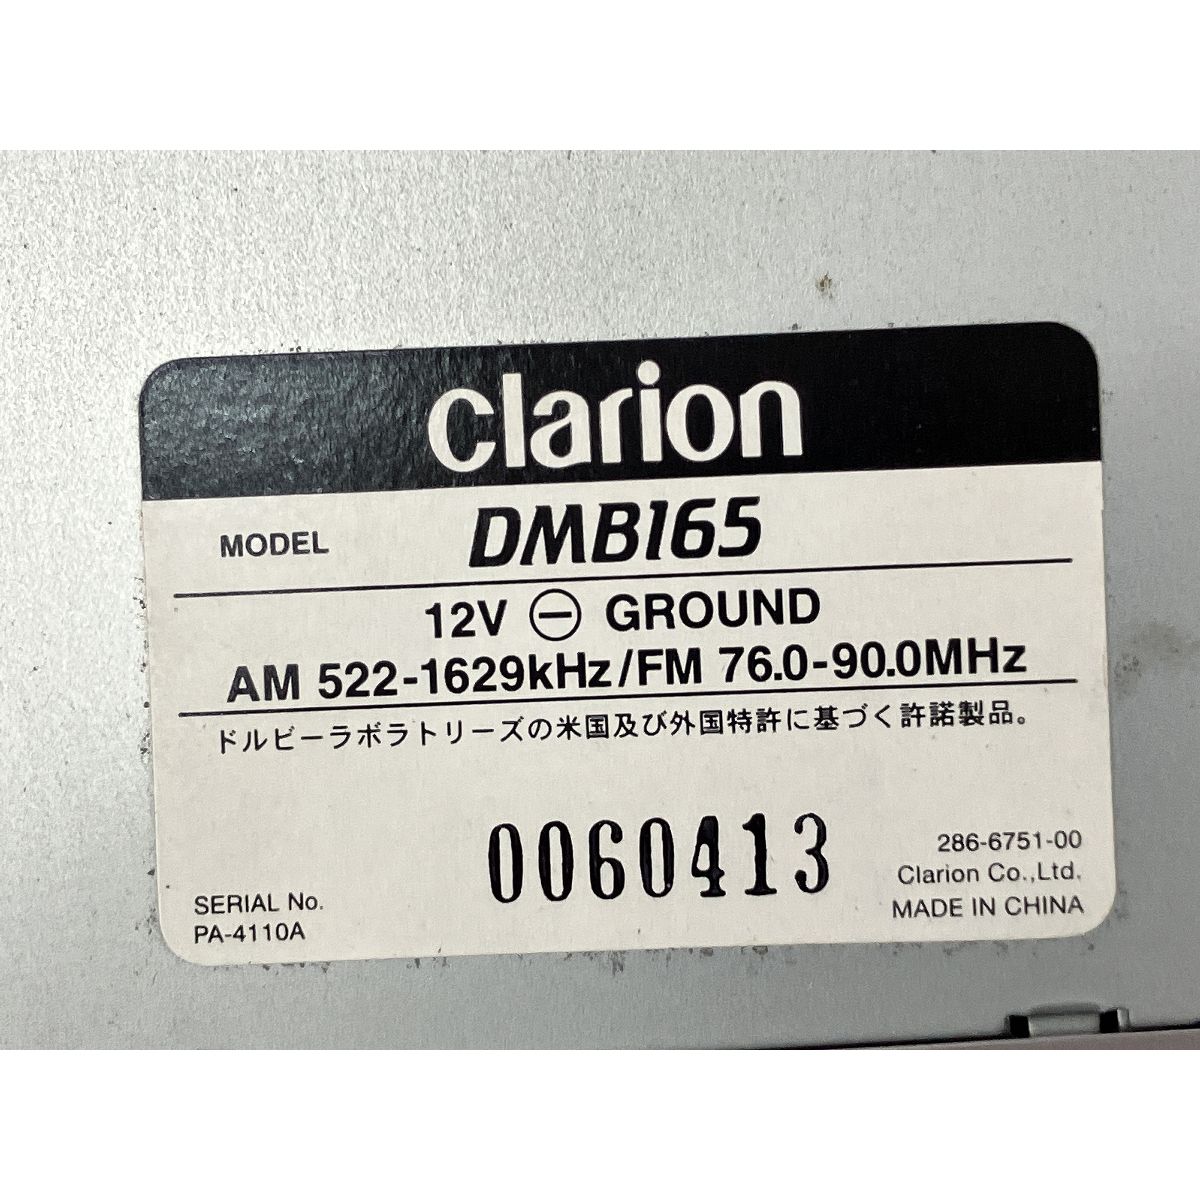 clarion
MODEL DMB165
12V ⊖ GROUND
AM 522-1629kHz/FM 76.0-90.0MHz
ドルビーラボラトリーズの米国及び外国特許に基づく許諾製品。
0060413
286-6751-00
Clarion Co.,Ltd.
MADE IN CHINA
SERIAL No.
PA-4110A